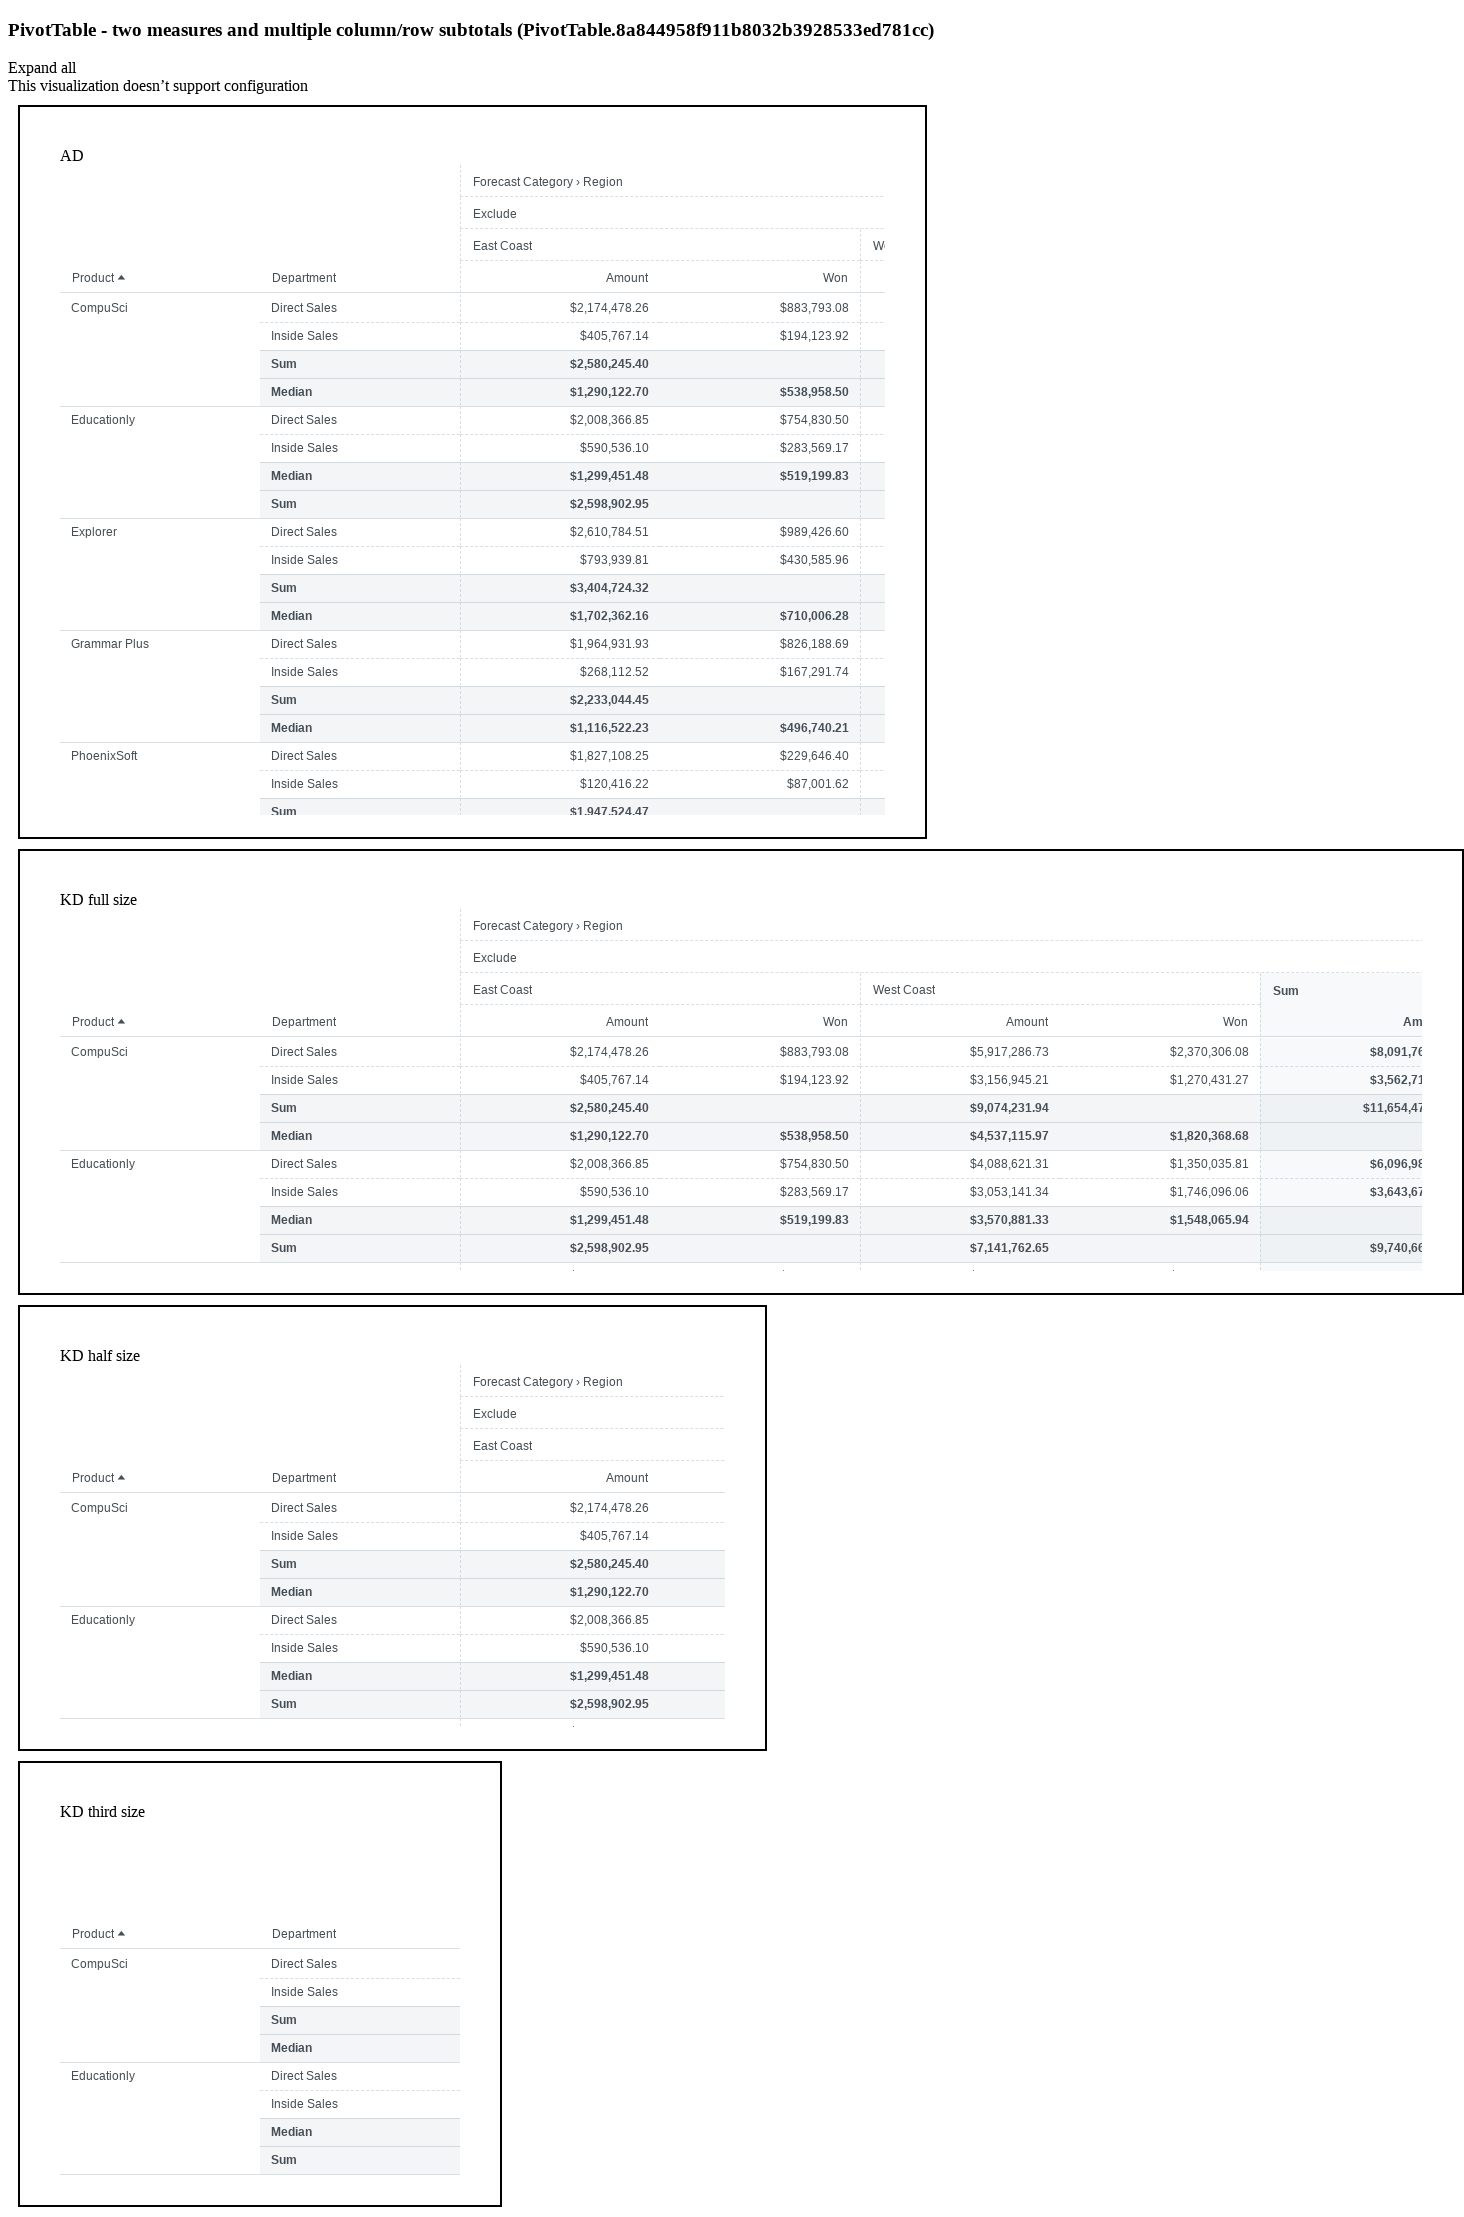 PivotTable - two measures and multiple column/row subtotals (PivotTable.8a844958f911b8032b3928533ed781cc)
Expand all
This visualization doesn’t support configuration
AD
Forecast Category › Region
Exclude
East Coast
Product Department Amount Won
CompuSci Direct Sales $2,174,478.26 $883,793.08
Inside Sales $405,767.14 $194,123.92
Sum $2,580,245.40
Median $1,290,122.70 $538,958.50
Educationly Direct Sales $2,008,366.85 $754,830.50
Inside Sales $590,536.10 $283,569.17
Median $1,299,451.48 $519,199.83
Sum $2,598,902.95
Explorer Direct Sales $2,610,784.51 $989,426.60
Inside Sales $793,939.81 $430,585.96
Sum $3,404,724.32
Median $1,702,362.16 $710,006.28
Grammar Plus Direct Sales $1,964,931.93 $826,188.69
Inside Sales $268,112.52 $167,291.74
Sum $2,233,044.45
Median $1,116,522.23 $496,740.21
PhoenixSoft Direct Sales $1,827,108.25 $229,646.40
Inside Sales $120,416.22 $87,001.62
Sum $1,947,524.47
KD full size
Forecast Category › Region
Exclude
East Coast West Coast Sum
Product Department Amount Won Amount Won Am
CompuSci Direct Sales $2,174,478.26 $883,793.08 $5,917,286.73 $2,370,306.08 $8,091,76
Inside Sales $405,767.14 $194,123.92 $3,156,945.21 $1,270,431.27 $3,562,71
Sum $2,580,245.40 $9,074,231.94 $11,654,47
Median $1,290,122.70 $538,958.50 $4,537,115.97 $1,820,368.68
Educationly Direct Sales $2,008,366.85 $754,830.50 $4,088,621.31 $1,350,035.81 $6,096,98
Inside Sales $590,536.10 $283,569.17 $3,053,141.34 $1,746,096.06 $3,643,67
Median $1,299,451.48 $519,199.83 $3,570,881.33 $1,548,065.94
Sum $2,598,902.95 $7,141,762.65 $9,740,66
KD half size
Forecast Category › Region
Exclude
East Coast
Product Department Amount
CompuSci Direct Sales $2,174,478.26
Inside Sales $405,767.14
Sum $2,580,245.40
Median $1,290,122.70
Educationly Direct Sales $2,008,366.85
Inside Sales $590,536.10
Median $1,299,451.48
Sum $2,598,902.95
KD third size
Product Department
CompuSci Direct Sales
Inside Sales
Sum
Median
Educationly Direct Sales
Inside Sales
Median
Sum